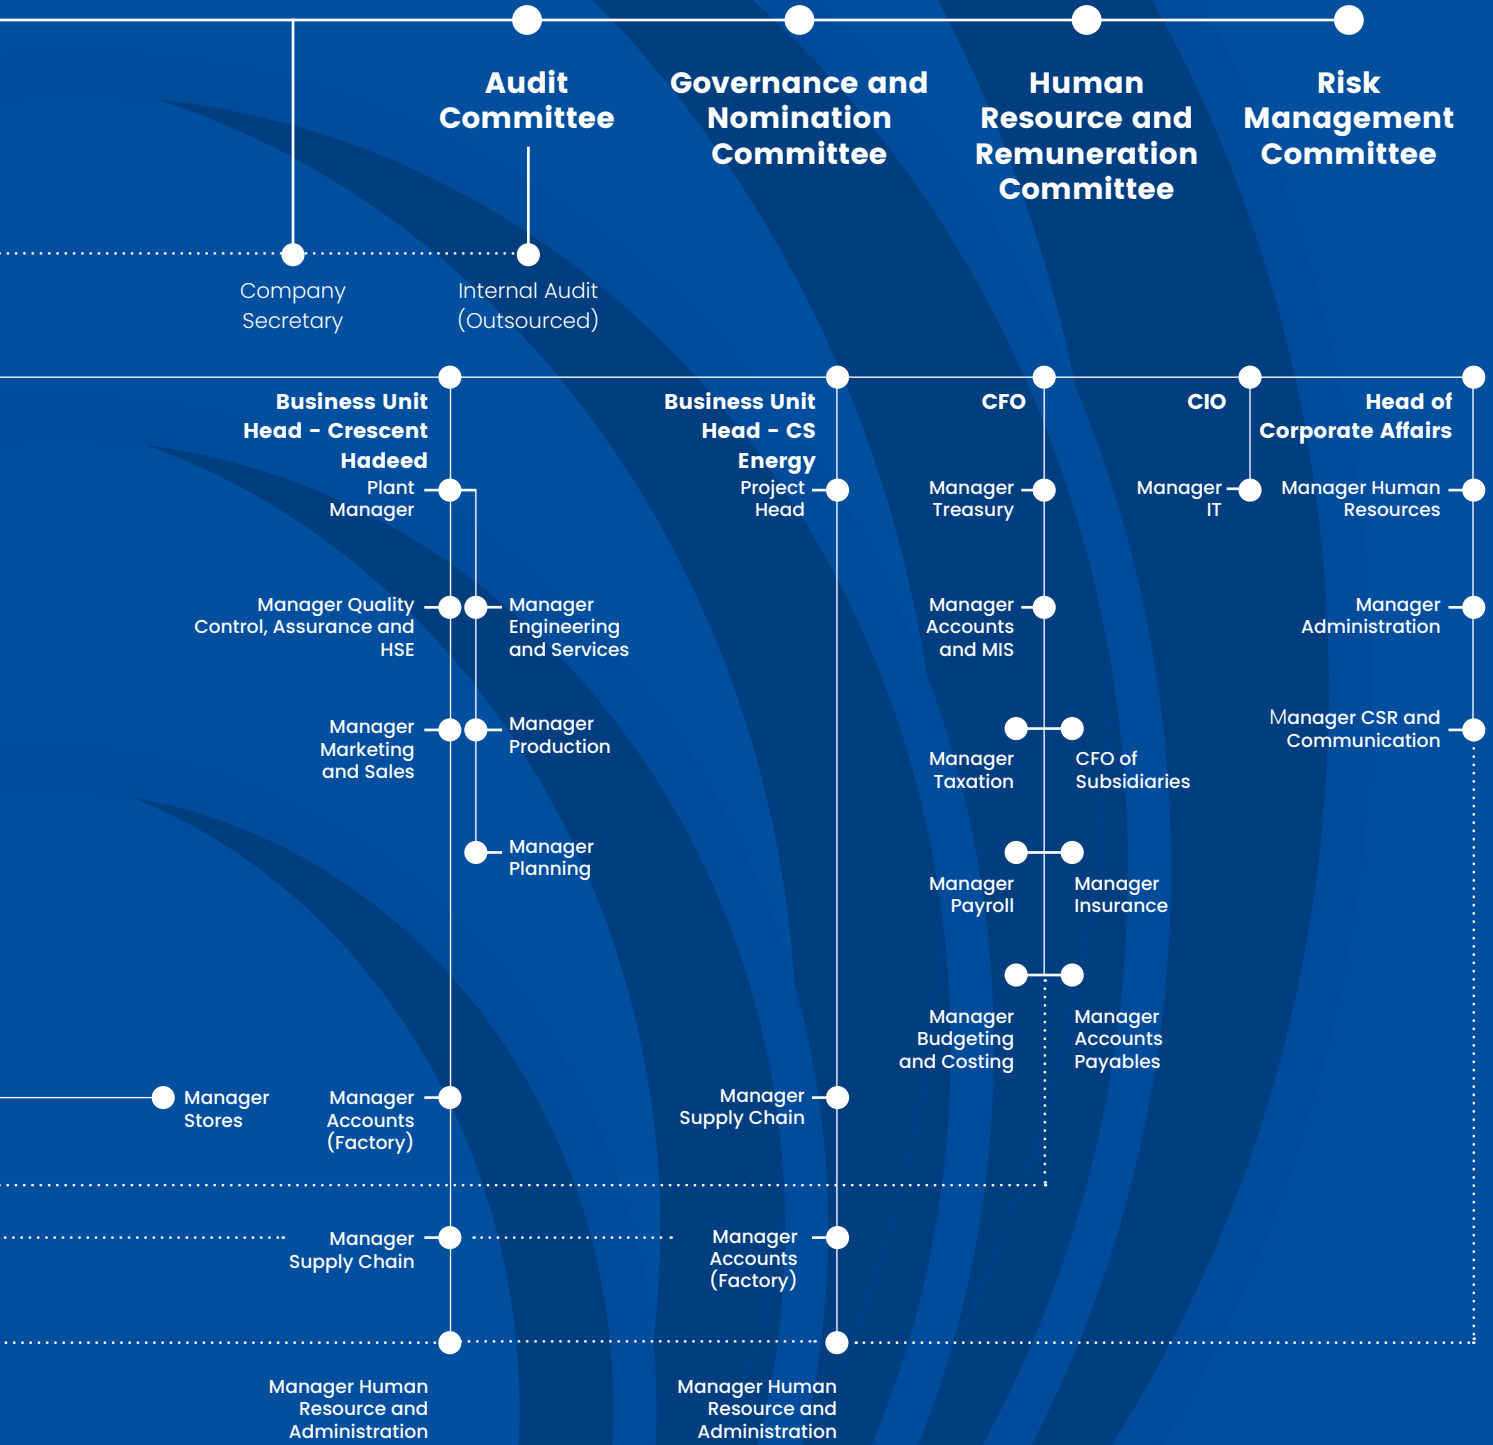 Audit
Committee
Governance and
Nomination
Committee
Human
Resource and
Remuneration
Committee
Risk
Management
Committee
Company
Secretary
Internal Audit
(Outsourced)
Business Unit
Head - Crescent
Hadeed
Business Unit
Head - CS
Energy
CFO
CIO
Head of
Corporate Affairs
Plant
Manager
Project
Head
Manager
Treasury
Manager
IT
Manager Human
Resources
Manager Quality
Control, Assurance and
HSE
Manager
Engineering
and Services
Manager
Accounts
and MIS
Manager
Administration
Manager
Marketing
and Sales
Manager
Production
Manager
Taxation
CFO of
Subsidiaries
Manager CSR and
Communication
Manager
Planning
Manager
Payroll
Manager
Insurance
Manager
Budgeting
and Costing
Manager
Accounts
Payables
Manager
Stores
Manager
Accounts
(Factory)
Manager
Supply Chain
Manager
Supply Chain
Manager
Accounts
(Factory)
Manager Human
Resource and
Administration
Manager Human
Resource and
Administration